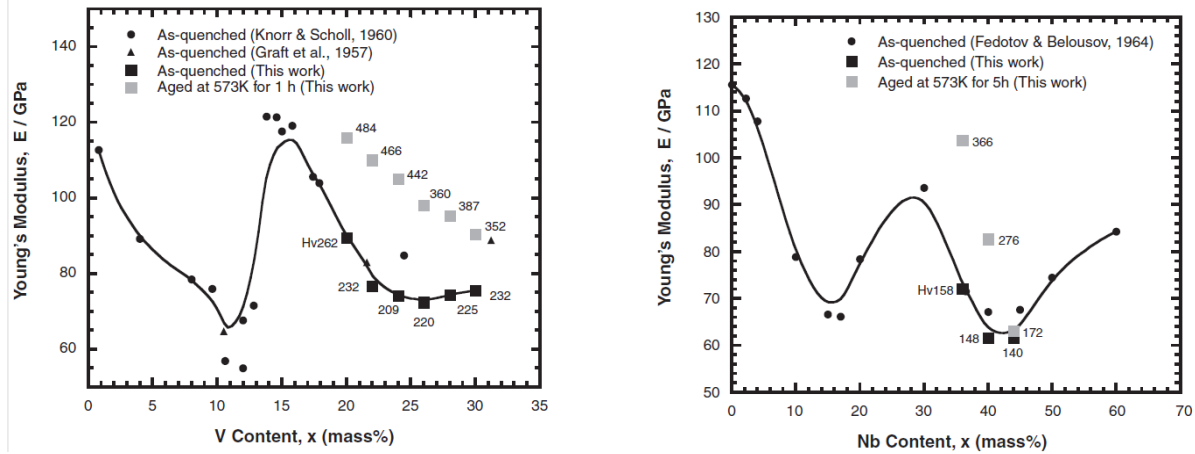 As-quenched (Knorr & Scholl, 1960)
As-quenched (Graft et al., 1957)
As-quenched (This work)
Aged at 573K for 1 h (This work)
140
120
100
80
60
Young's Modulus, E / GPa
484
466
442
360
387
352
Hv262
232
209
220
225
232
0 5 10 15 20 25 30 35
V Content, x (mass%)
As-quenched (Fedotov & Belousov, 1964)
As-quenched (This work)
Aged at 573K for 5h (This work)
130
120
110
100
90
80
70
60
50
Young's Modulus, E / GPa
366
276
Hv158
148
172
140
0 10 20 30 40 50 60 70
Nb Content, x (mass%)